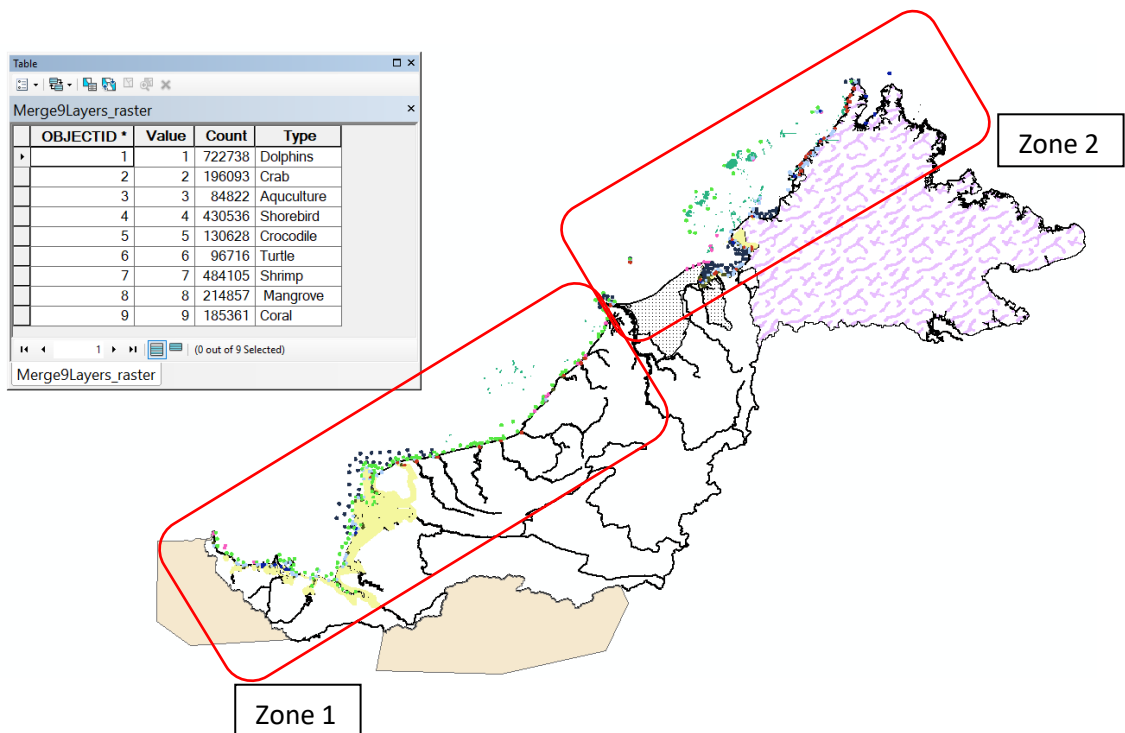 Table
Merge9Layers_raster
OBJECTID * Value Count Type
1 1 722738 Dolphins
2 2 196093 Crab
3 3 84822 Aquculture
4 4 430536 Shorebird
5 5 130628 Crocodile
6 6 96716 Turtle
7 7 484105 Shrimp
8 8 214857 Mangrove
9 9 185361 Coral
1 (0 out of 9 Selected)
Merge9Layers_raster
Zone 2
Zone 1